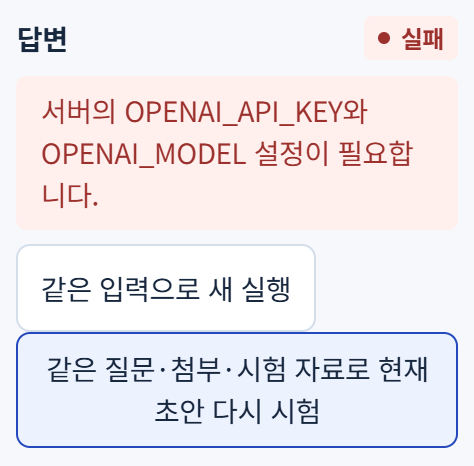 답변
실패
서버의 OPENAI_API_KEY와
OPENAI_MODEL 설정이 필요합
니다.
같은 입력으로 새 실행
같은 질문·첨부·시험 자료로 현재
초안 다시 시험